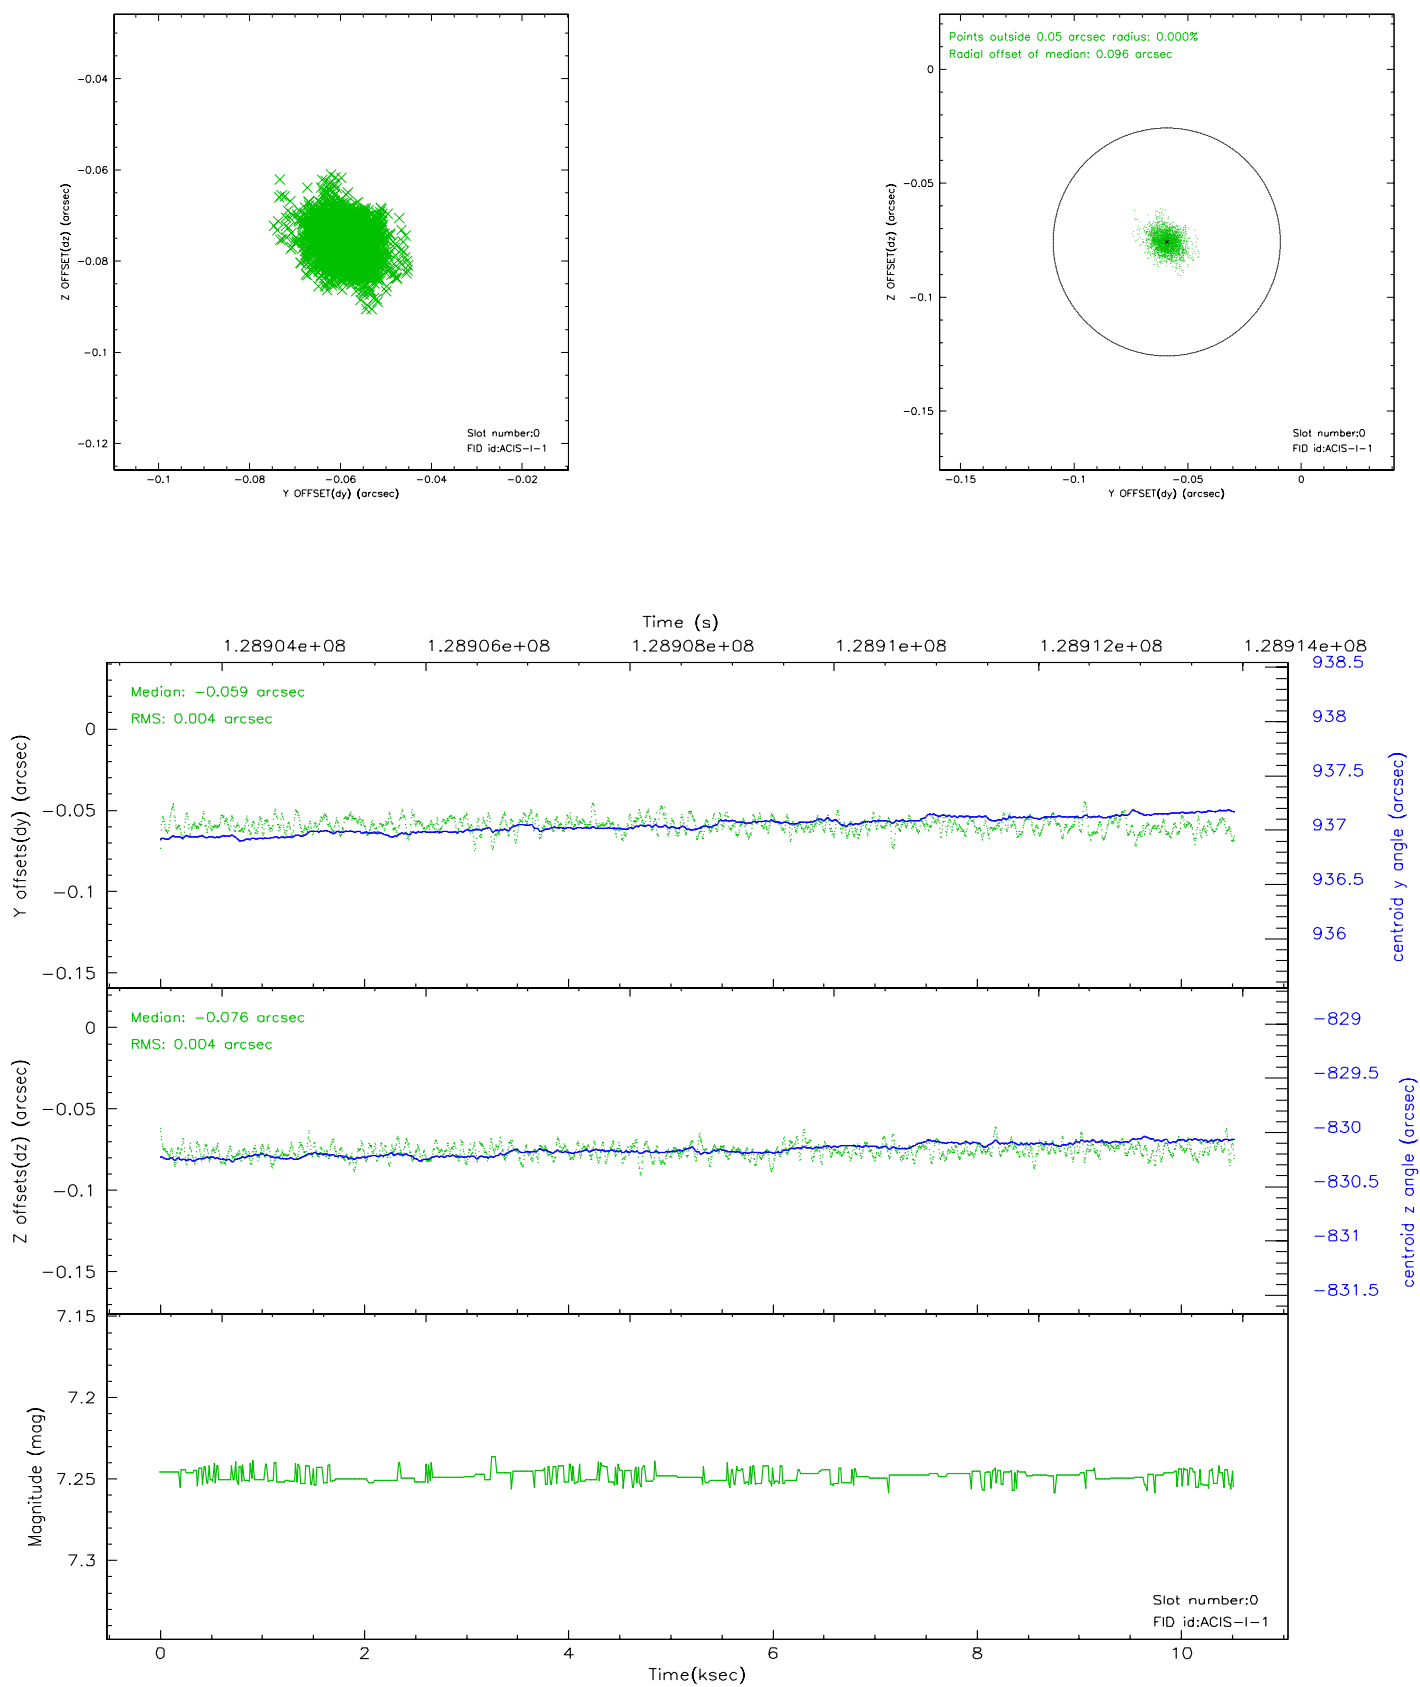 −0.04
−0.06
−0.08
−0.1
−0.12
Z OFFSET(dz) (arcsec)
Slot number:0
FID id:ACIS−I−1
−0.1
−0.08
−0.06
−0.04
−0.02
Y OFFSET(dy) (arcsec)
Points outside 0.05 arcsec radius: 0.000%
Radial offset of median: 0.096 arcsec
0
−0.05
−0.1
−0.15
Z OFFSET(dz) (arcsec)
Slot number:0
FID id:ACIS−I−1
−0.15
−0.1
−0.05
0
Y OFFSET(dy) (arcsec)
Time (s)
1.28904e+08
1.28906e+08
1.28908e+08
1.2891e+08
1.28912e+08
1.28914e+08
Median: −0.059 arcsec
RMS: 0.004 arcsec
0
−0.05
−0.1
−0.15
Y offsets(dy) (arcsec)
938.5
938
937.5
937
936.5
936
centroid y angle (arcsec)
Median: −0.076 arcsec
RMS: 0.004 arcsec
0
−0.05
−0.1
−0.15
Z offsets(dz) (arcsec)
−829
−829.5
−830
−830.5
−831
−831.5
centroid z angle (arcsec)
7.15
7.2
7.25
7.3
Magnitude (mag)
Slot number:0
FID id:ACIS−I−1
0
2
4
6
8
10
Time(ksec)